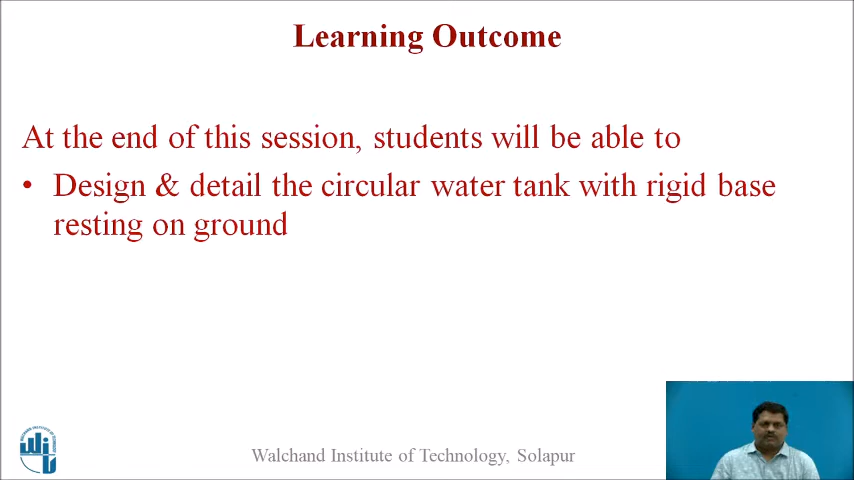 Learning Outcome
At the end of this session, students will be able to
• Design & detail the circular water tank with rigid base
resting on ground
Walchand Institute of Technology, Solapur